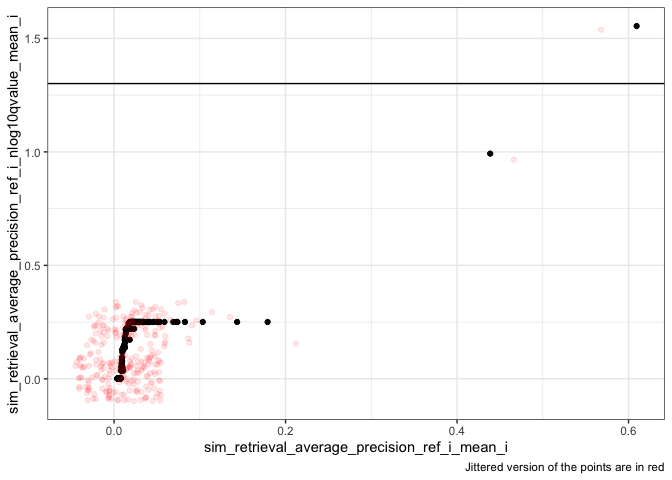 sim_retrieval_average_precision_ref_i_nlog10qvalue_mean_i
1.5
1.0
0.5
0.0
0.0
0.2
0.4
0.6
sim_retrieval_average_precision_ref_i_mean_i
Jittered version of the points are in red